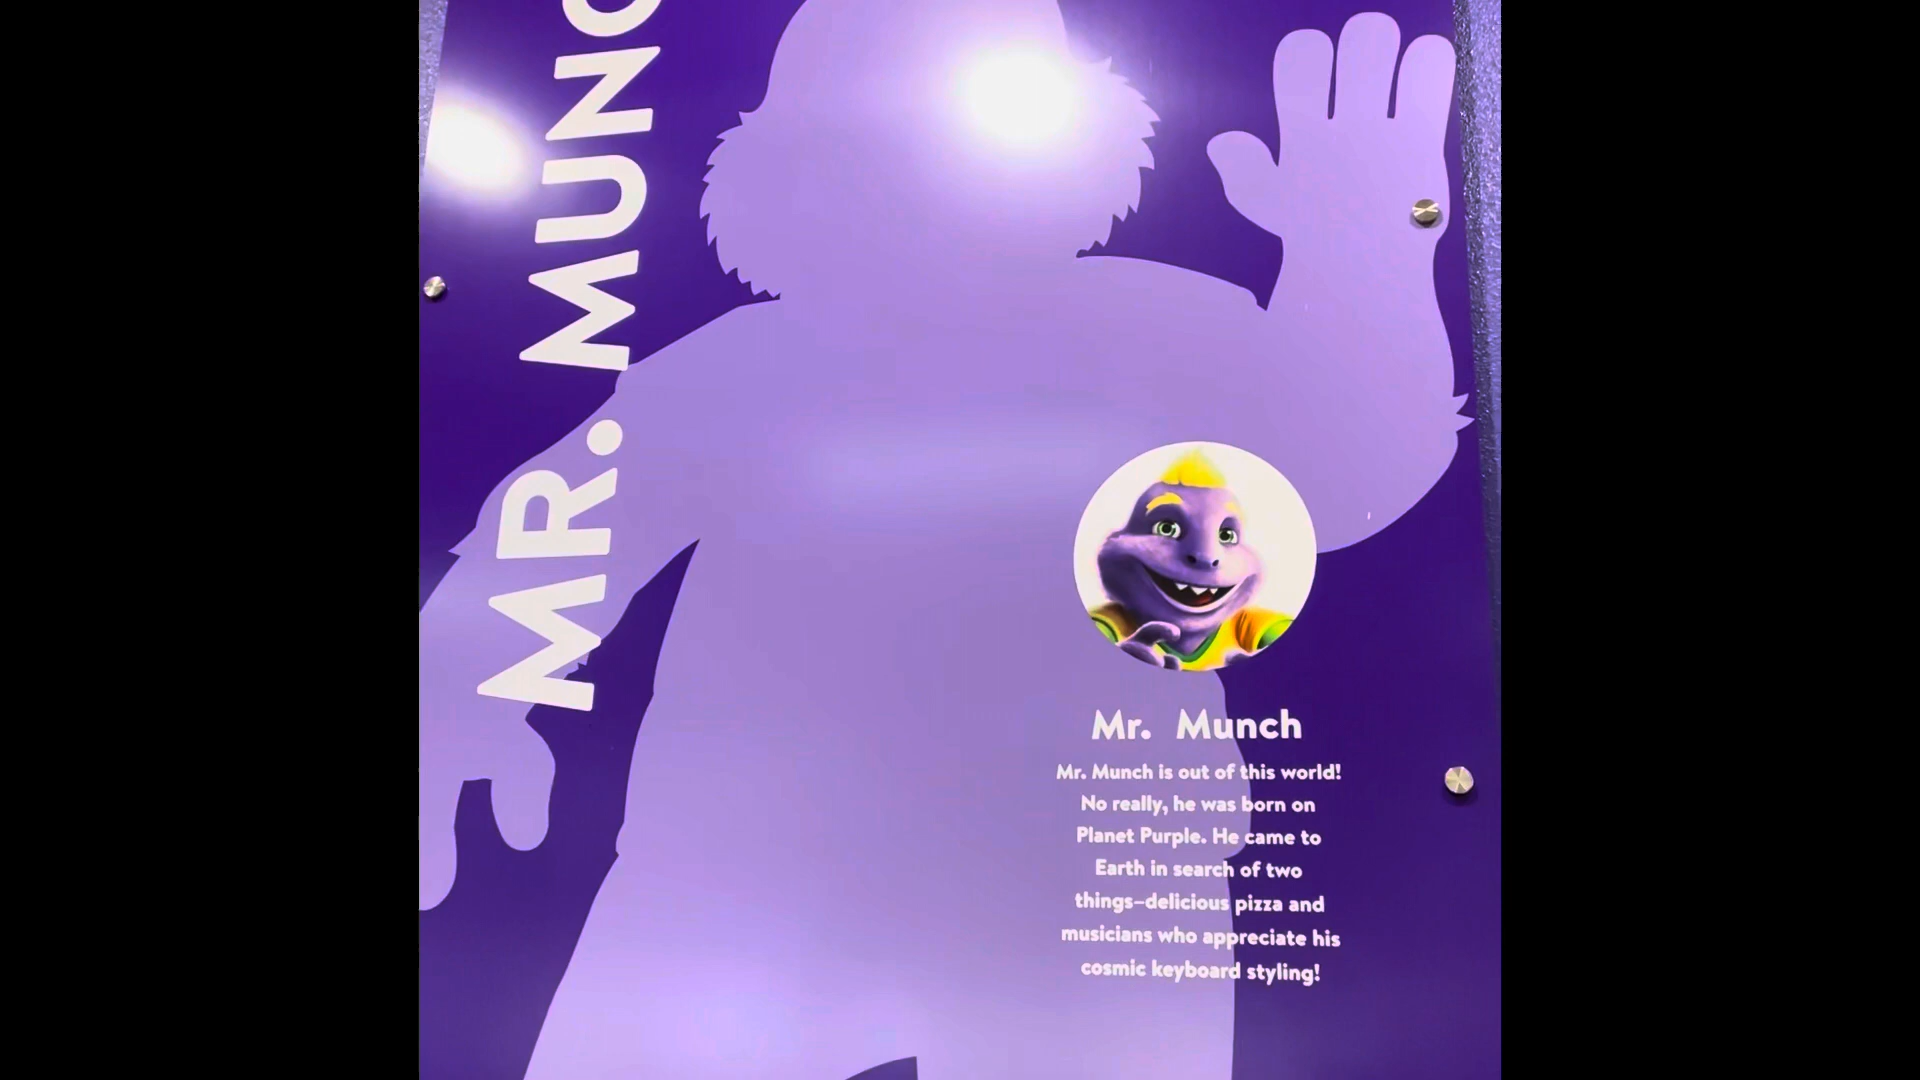 MR. MUNC
Mr. Munch
Mr. Munch is out of this world!
No really, he was born on
Planet Purple. He came to
Earth in search of two
things–delicious pizza and
musicians who appreciate his
cosmic keyboard styling!